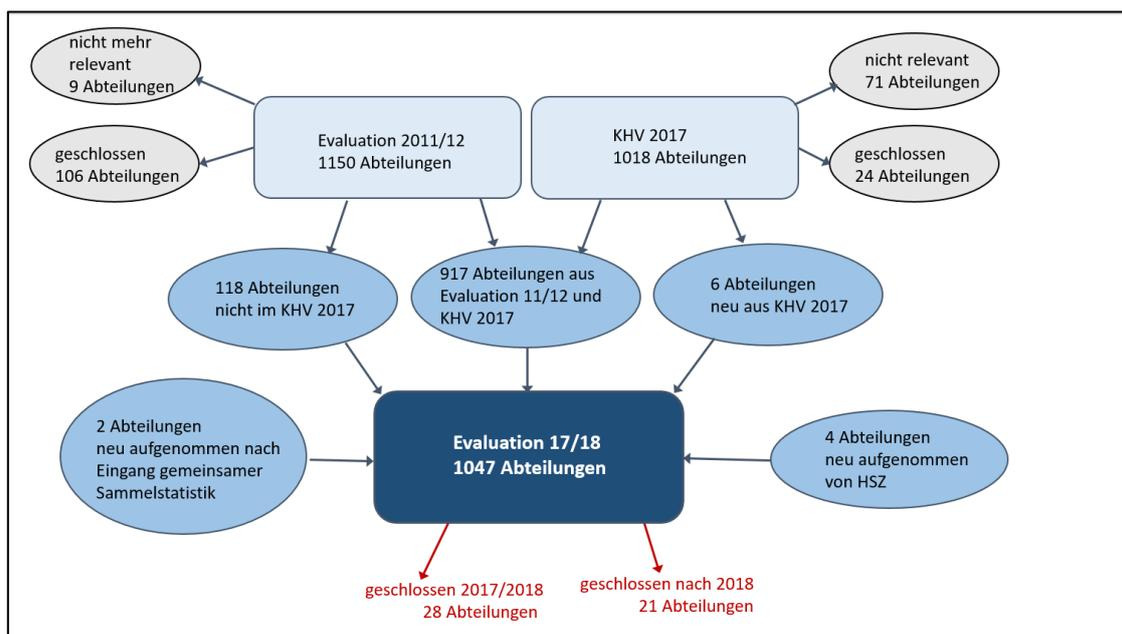 nicht mehr
relevant
9 Abteilungen
nicht relevant
71 Abteilungen
Evaluation 2011/12
1150 Abteilungen
KHV 2017
1018 Abteilungen
geschlossen
106 Abteilungen
geschlossen
24 Abteilungen
118 Abteilungen
nicht im KHV 2017
917 Abteilungen aus
Evaluation 11/12 und
KHV 2017
6 Abteilungen
neu aus KHV 2017
2 Abteilungen
neu aufgenommen nach
Eingang gemeinsamer
Sammelstatistik
Evaluation 17/18
1047 Abteilungen
4 Abteilungen
neu aufgenommen
von HSZ
geschlossen 2017/2018
28 Abteilungen
geschlossen nach 2018
21 Abteilungen